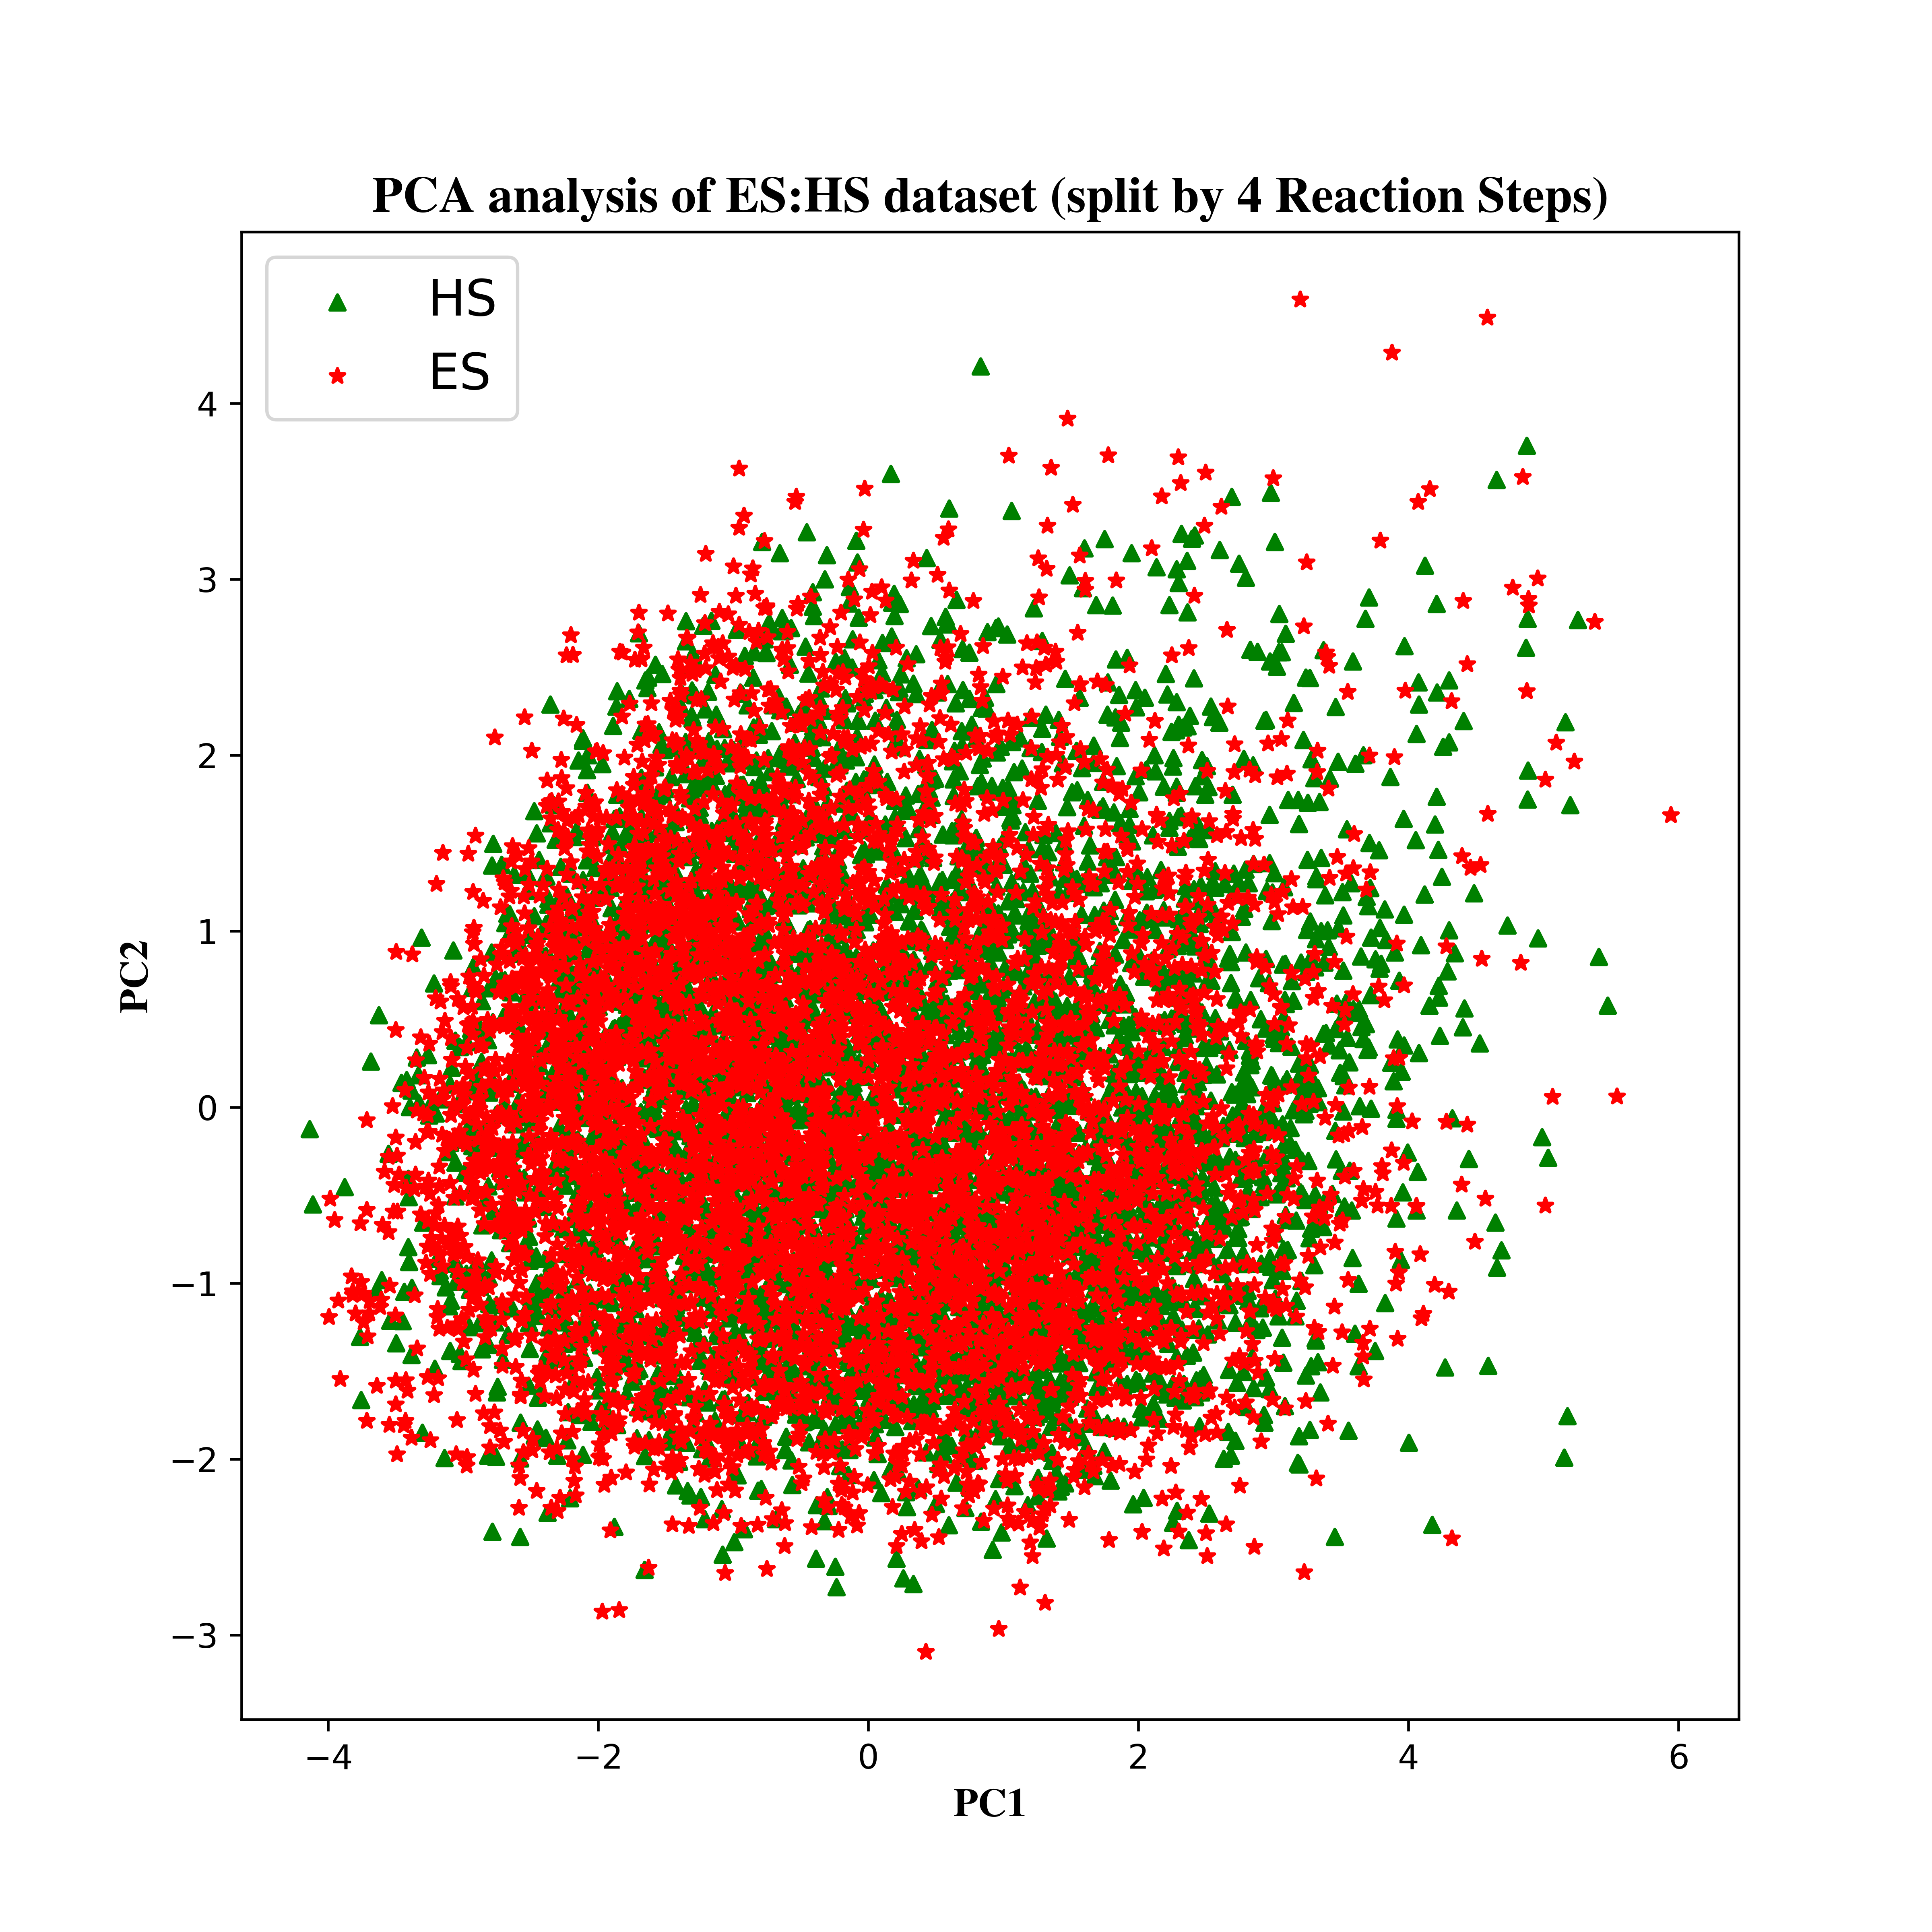 PCA analysis of ES:HS dataset (split by 4 Reaction Steps)
HS
ES
4
3
2
1
0
−1
−2
−3
PC2
−4
−2
0
2
4
6
PC1